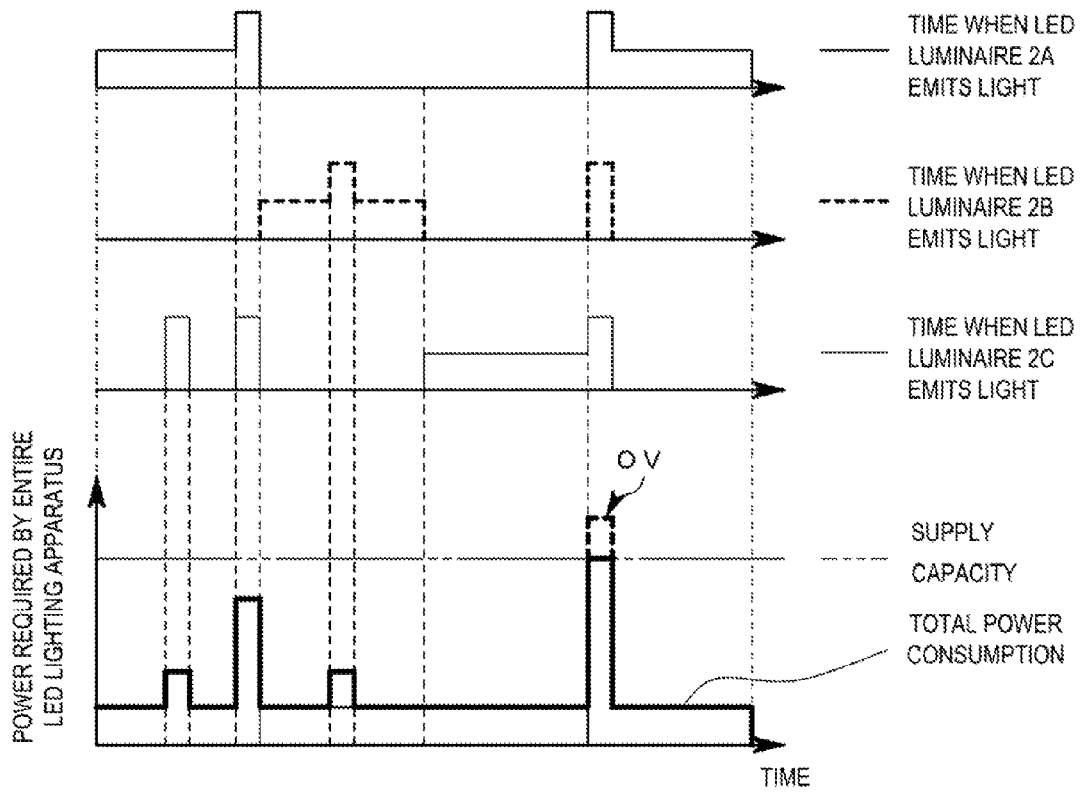 TIME WHEN LED
LUMINAIRE 2A
EMITS LIGHT
TIME WHEN LED
LUMINAIRE 2B
EMITS LIGHT
TIME WHEN LED
LUMINAIRE 2C
EMITS LIGHT
POWER REQUIRED BY ENTIRE
LED LIGHTING APPARATUS
OV
SUPPLY
CAPACITY
TOTAL POWER
CONSUMPTION
TIME